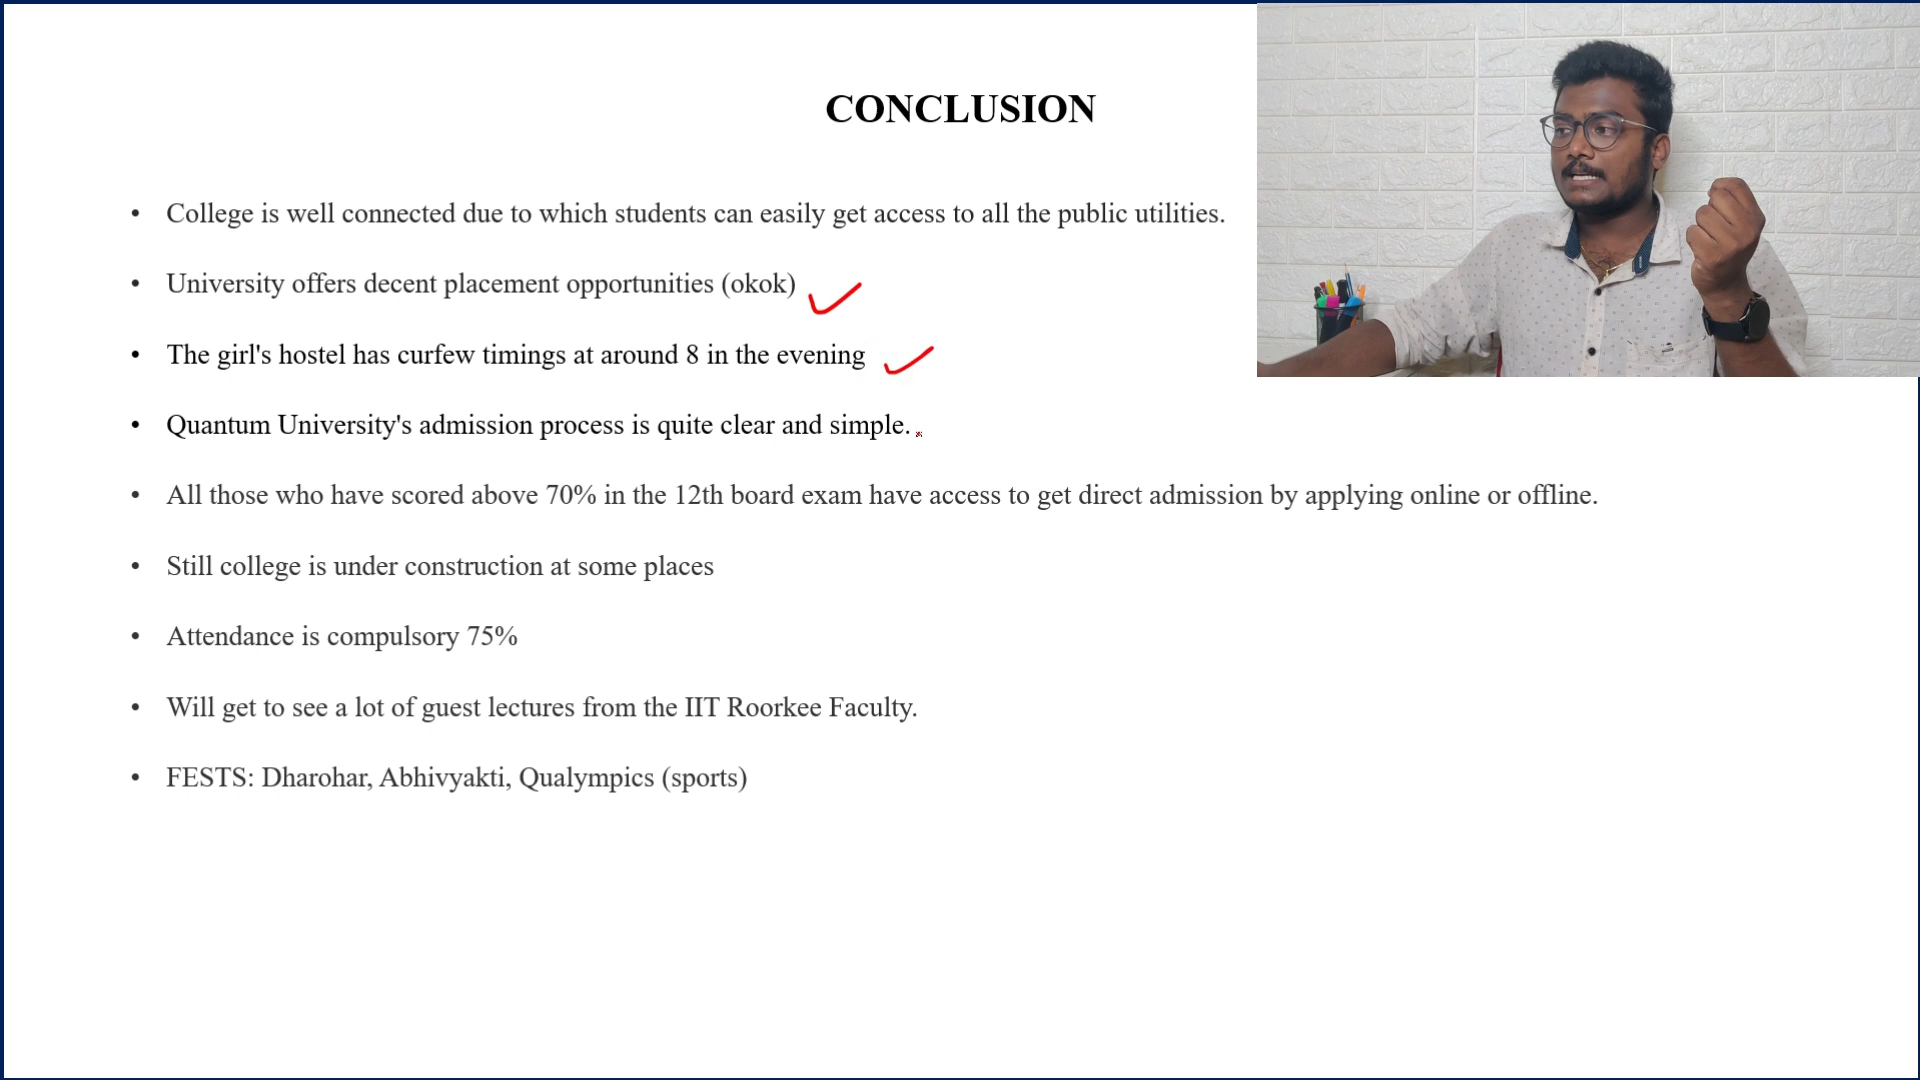 CONCLUSION
• College is well connected due to which students can easily get access to all the public utilities.
• University offers decent placement opportunities (okok)
• The girl's hostel has curfew timings at around 8 in the evening
• Quantum University's admission process is quite clear and simple.
• All those who have scored above 70% in the 12th board exam have access to get direct admission by applying online or offline.
• Still college is under construction at some places
• Attendance is compulsory 75%
• Will get to see a lot of guest lectures from the IIT Roorkee Faculty.
• FESTS: Dharohar, Abhivyakti, Qualympics (sports)